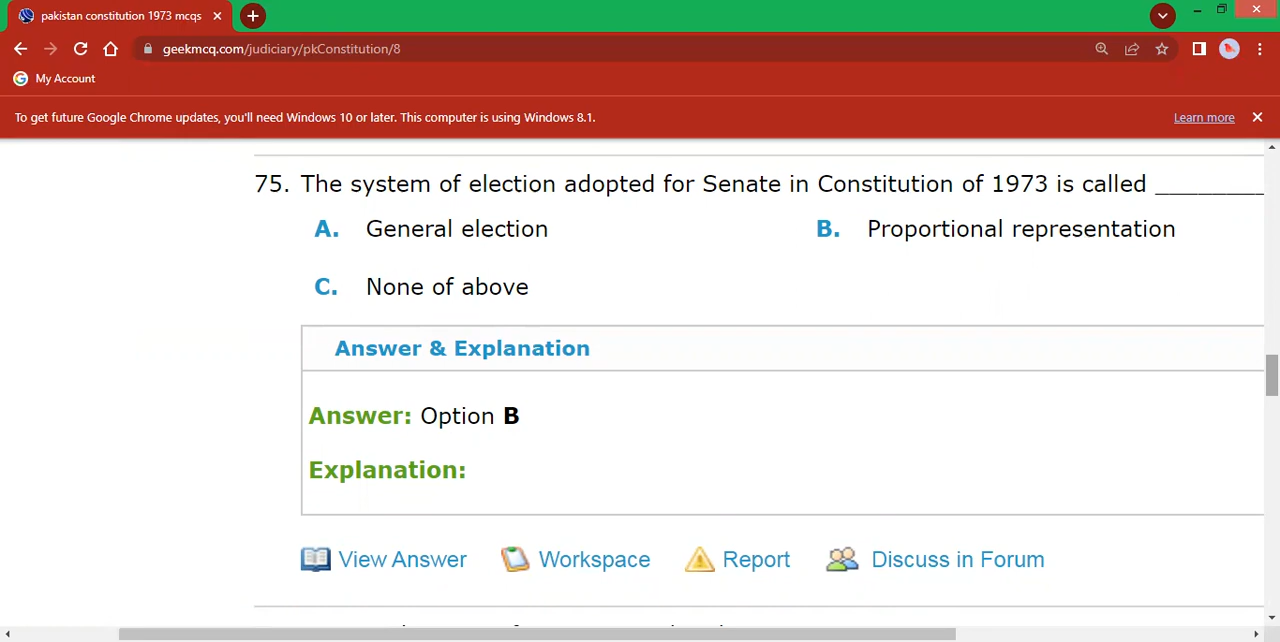 pakistan constitution 1973 mcqs
geekmcq.com/judiciary/pkConstitution/8
My Account
To get future Google Chrome updates, you'll need Windows 10 or later. This computer is using Windows 8.1. Learn more
75. The system of election adopted for Senate in Constitution of 1973 is called _________
A. General election B. Proportional representation
C. None of above
Answer & Explanation
Answer: Option B
Explanation:
View Answer Workspace Report Discuss in Forum